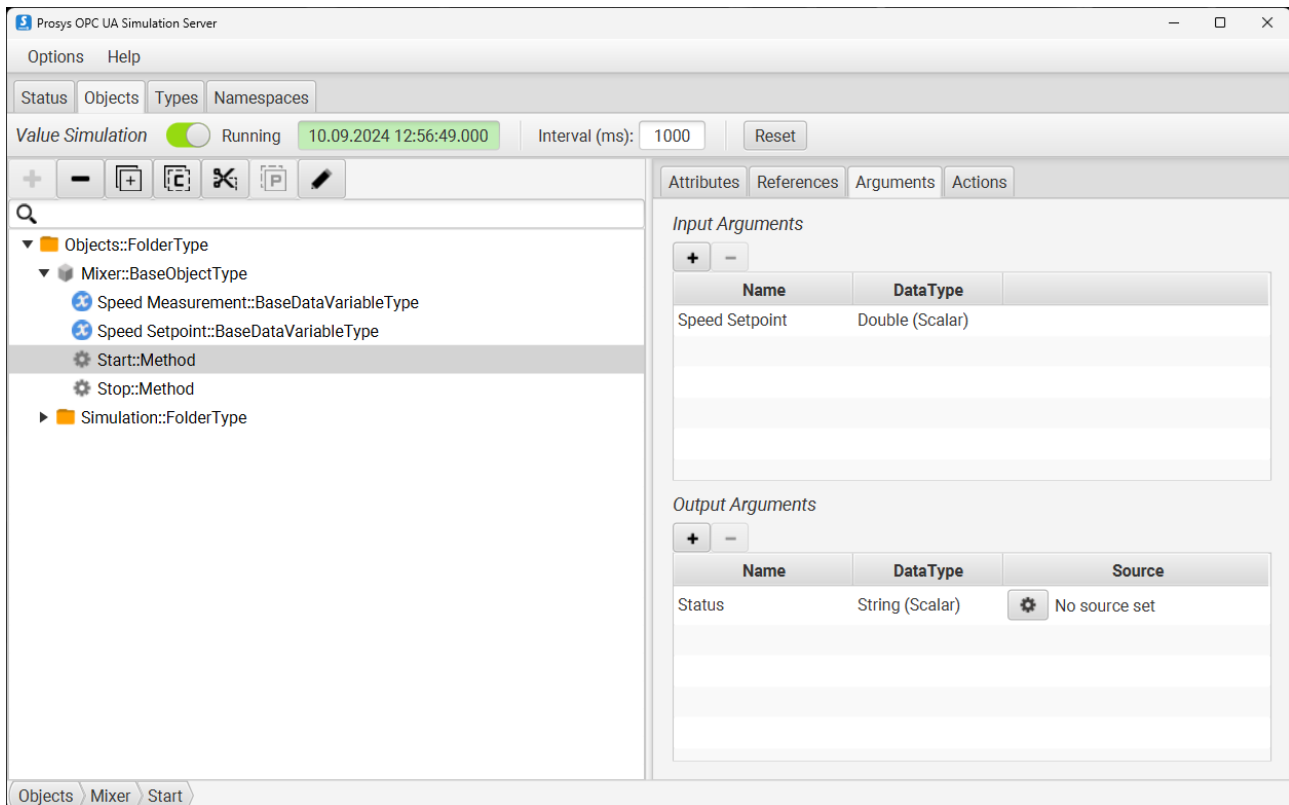 Prosys OPC UA Simulation Server
Options Help
Status Objects Types Namespaces
Value Simulation Running 10.09.2024 12:56:49.000 Interval (ms): 1000 Reset
Attributes References Arguments Actions
Objects::FolderType
Mixer::BaseObjectType
Speed Measurement::BaseDataVariableType
Speed Setpoint::BaseDataVariableType
Start::Method
Stop::Method
Simulation::FolderType
Input Arguments
Name DataType
Speed Setpoint Double (Scalar)
Output Arguments
Name DataType Source
Status String (Scalar) No source set
Objects Mixer Start